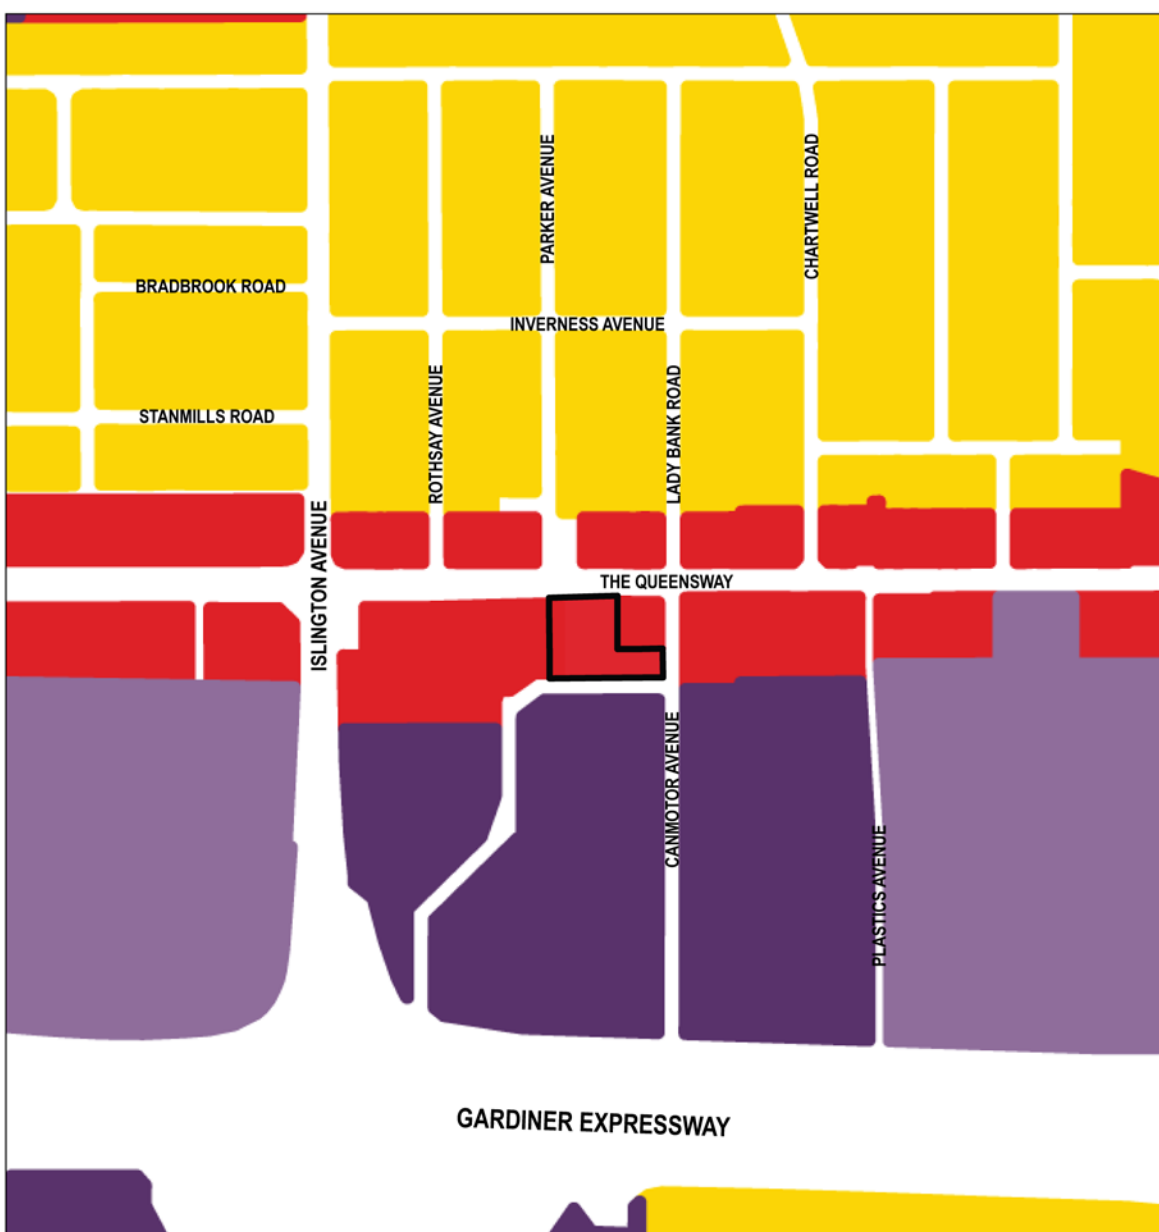 PARKER AVENUE
CHARTWELL ROAD
BRADBROOK ROAD
INVERNESS AVENUE
ROTHSAY AVENUE
LADY BANK ROAD
STANMILLS ROAD
ISLINGTON AVENUE
THE QUEENSWAY
CANMOTOR AVENUE
PLASTICS AVENUE
GARDINER EXPRESSWAY